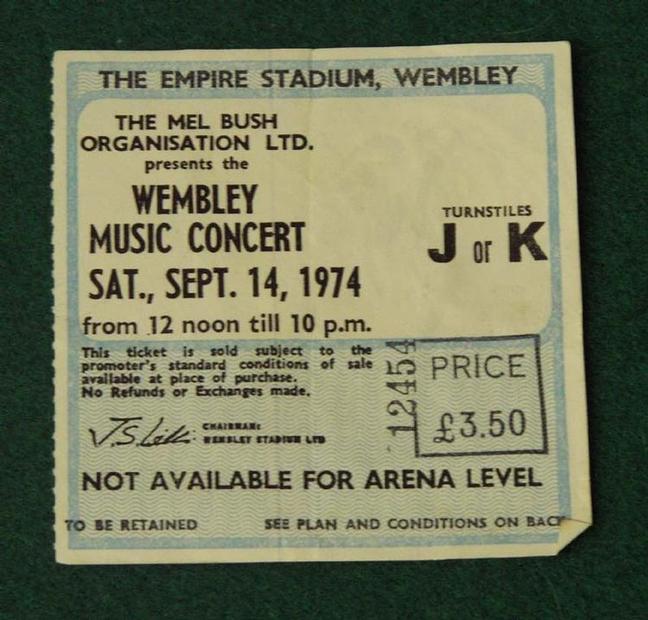 THE EMPIRE STADIUM, WEMBLEY
THE MEL BUSH
ORGANISATION LTD.
presents the
WEMBLEY
MUSIC CONCERT
SAT., SEPT. 14, 1974
from 12 noon till 10 p.m.
TURNSTILES
J or K
This ticket is sold subject to the
promoter's standard conditions of sale
available at place of purchase.
No Refunds or Exchanges made.
CHAIRMAN:
WEMBLEY STADIUM LTD
12454
PRICE
£3.50
NOT AVAILABLE FOR ARENA LEVEL
TO BE RETAINED
SEE PLAN AND CONDITIONS ON BACK